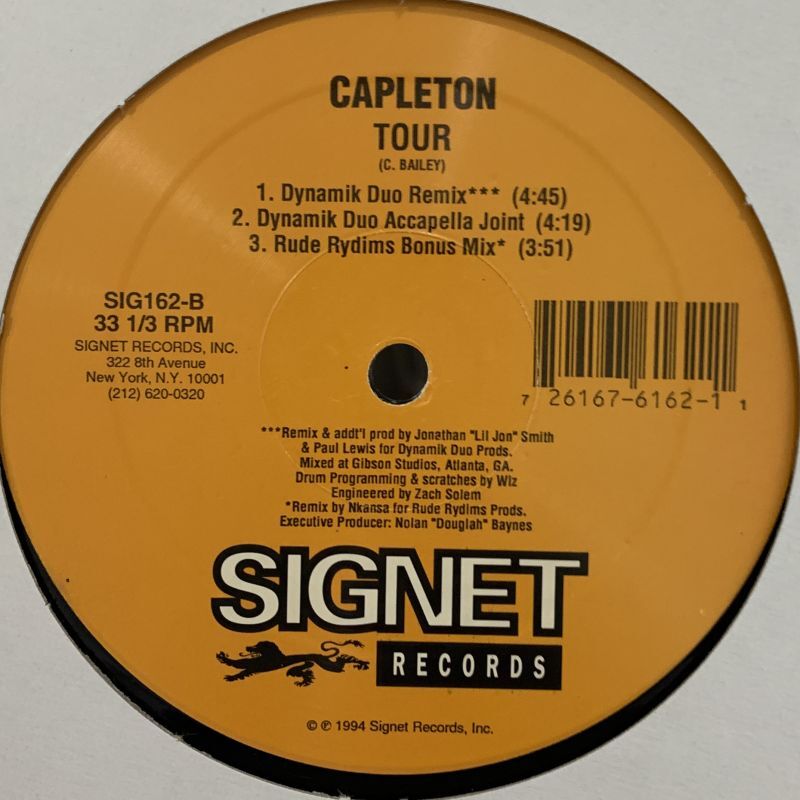 CAPLETON
TOUR
(C. BAILEY)
1. Dynamik Duo Remix*** (4:45)
2. Dynamik Duo Accapella Joint (4:19)
3. Rude Rydims Bonus Mix* (3:51)
SIG162-B
33 1/3 RPM
SIGNET RECORDS, INC.
322 8th Avenue
New York, N.Y. 10001
(212) 620-0320
7 26167-6162-1 1
***Remix & addt'l prod by Jonathan "Lil Jon" Smith
& Paul Lewis for Dynamik Duo Prods.
Mixed at Gibson Studios, Atlanta, GA.
Drum Programming & scratches by Wiz
Engineered by Zach Solem
*Remix by Nkansa for Rude Rydims Prods.
Executive Producer: Nolan "Douglah" Baynes
SIGNET
RECORDS
© ℗ 1994 Signet Records, Inc.